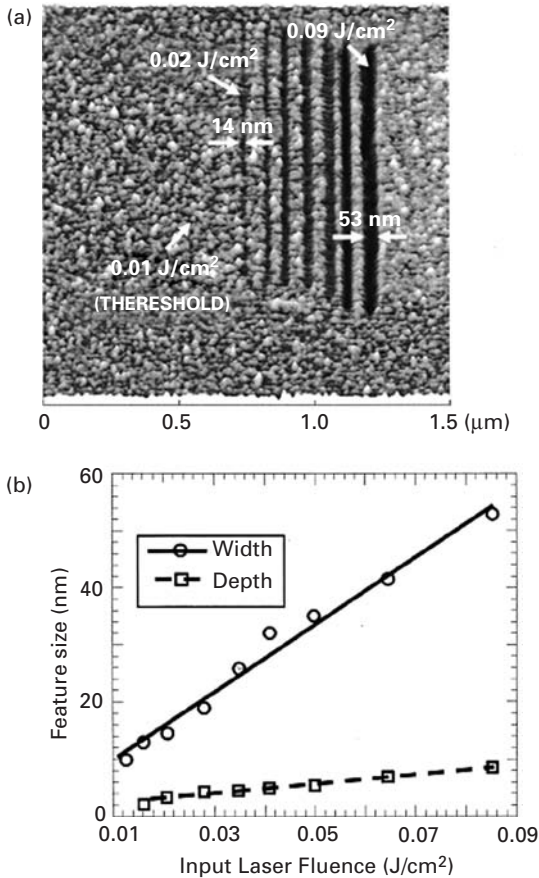 (a)
0.09 J/cm²
0.02 J/cm²
14 nm
53 nm
0.01 J/cm²
(THERESHOLD)
0 0.5 1.0 1.5 (μm)
(b)
60
40
20
0
Feature size (nm)
Width
Depth
0.01 0.03 0.05 0.07 0.09
Input Laser Fluence (J/cm²)